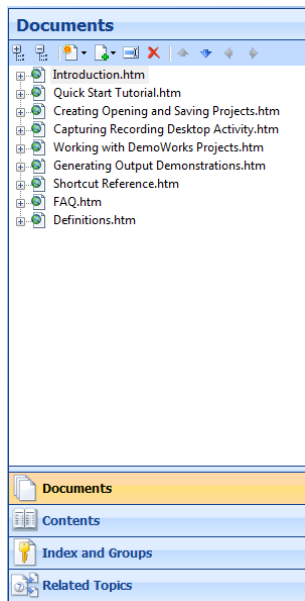 Documents
Introduction.htm
Quick Start Tutorial.htm
Creating Opening and Saving Projects.htm
Capturing Recording Desktop Activity.htm
Working with DemoWorks Projects.htm
Generating Output Demonstrations.htm
Shortcut Reference.htm
FAQ.htm
Definitions.htm
Documents
Contents
Index and Groups
Related Topics